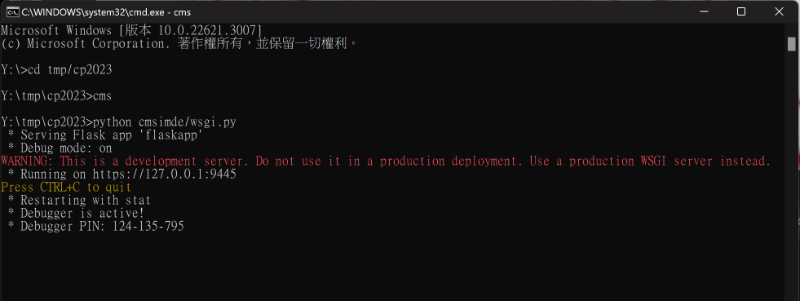 C:\WINDOWS\system32\cmd.exe - cms
Microsoft Windows [版本 10.0.22621.3007]
(c) Microsoft Corporation. 著作權所有，並保留一切權利。
Y:\>cd tmp/cp2023
Y:\tmp\cp2023>cms
Y:\tmp\cp2023>python cmsimde/wsgi.py
* Serving Flask app 'flaskapp'
* Debug mode: on
WARNING: This is a development server. Do not use it in a production deployment. Use a production WSGI server instead.
* Running on https://127.0.0.1:9445
Press CTRL+C to quit
* Restarting with stat
* Debugger is active!
* Debugger PIN: 124-135-795